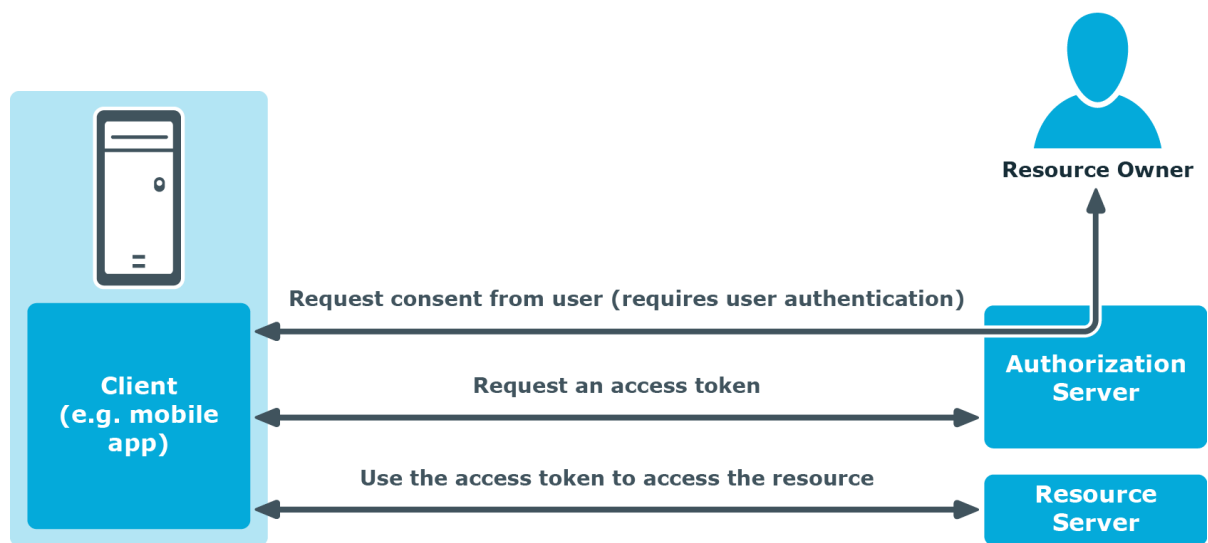 Resource Owner
Request consent from user (requires user authentication)
Client
(e.g. mobile
app)
Request an access token
Authorization
Server
Use the access token to access the resource
Resource
Server